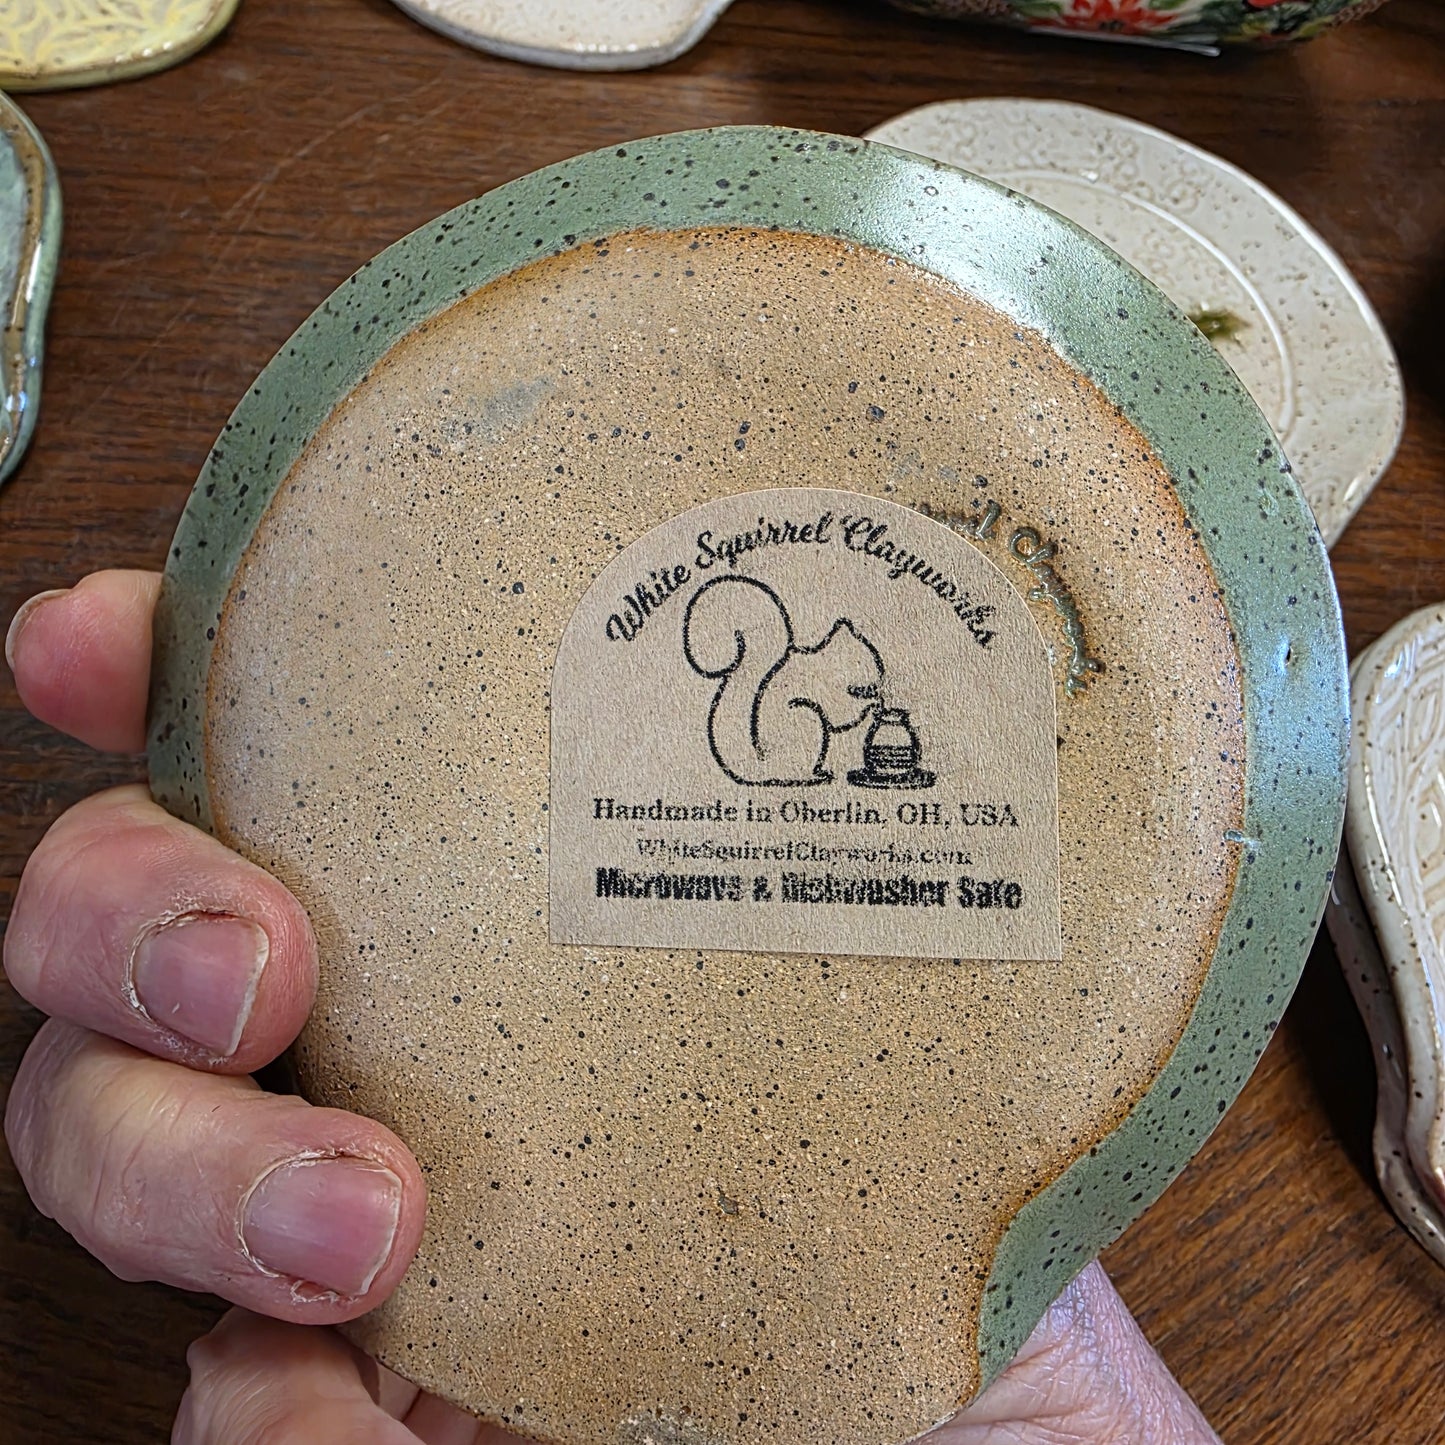 White Squirrel Clayworks
Handmade in Oberlin, OH, USA
WhiteSquirrelClayworks.com
Microwave & Dishwasher Safe